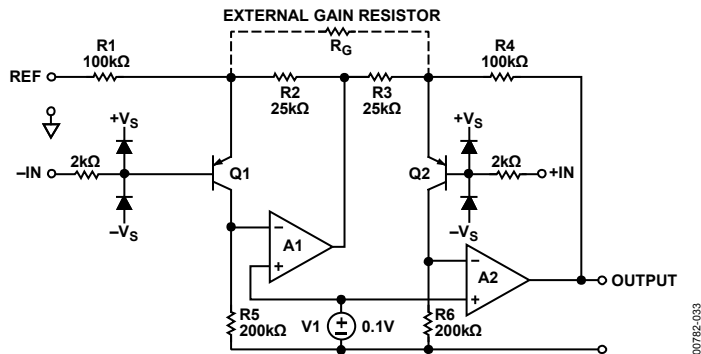 EXTERNAL GAIN RESISTOR
RG
R1
100kΩ
R4
100kΩ
REF
R2
25kΩ
R3
25kΩ
+VS
+VS
–IN
2kΩ
Q1
Q2
2kΩ
+IN
–VS
–VS
–
A1
+
–
A2
+
OUTPUT
R5
200kΩ
V1
±
0.1V
R6
200kΩ
00782-033